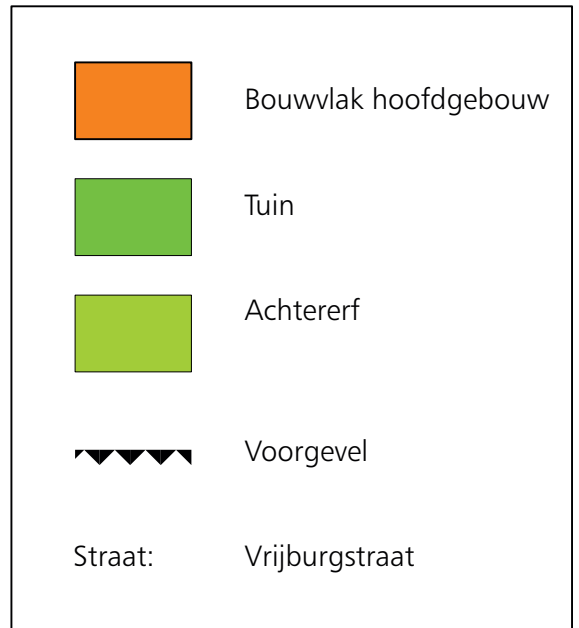 Bouwvlak hoofdgebouw
Tuin
Achtererf
Voorgevel
Straat: Vrijburgstraat